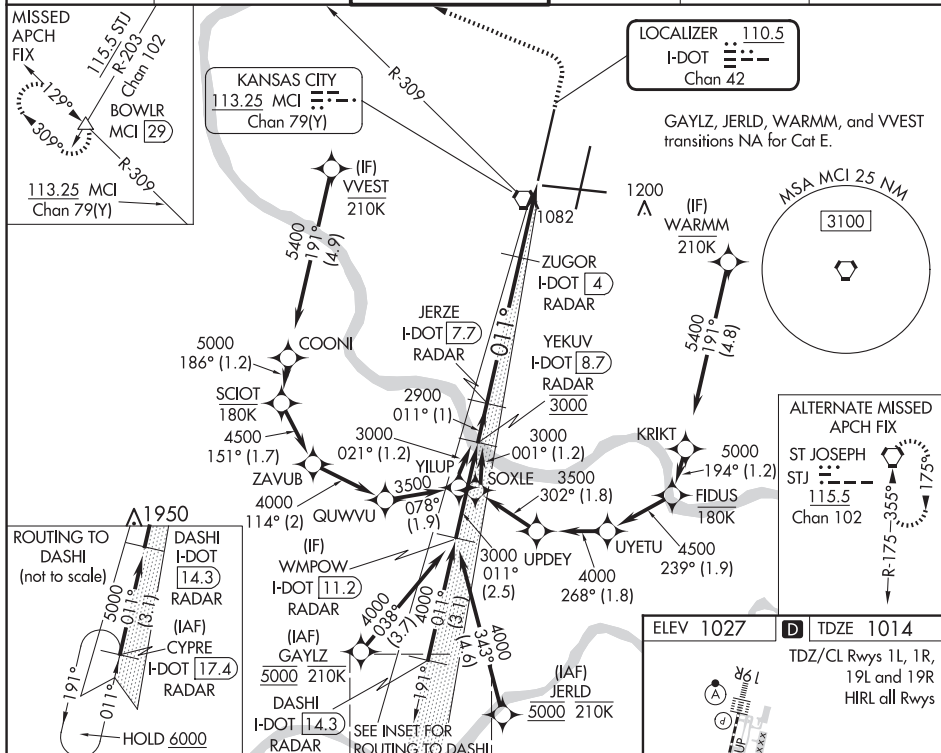 MISSED
APCH
FIX
115.5 STJ
R-203
Chan 102
129°
309°
BOWLR
MCI 29
R-309
113.25 MCI
Chan 79(Y)
KANSAS CITY
113.25 MCI
Chan 79(Y)
R-309
LOCALIZER 110.5
I-DOT
Chan 42
GAYLZ, JERLD, WARMM, and VVEST
transitions NA for Cat E.
(IF)
VVEST
210K
5400
191°
(4.9)
1082
1200
(IF)
WARMM
210K
5400
191°
(4.8)
MSA MCI 25 NM
3100
ZUGOR
I-DOT 4
RADAR
JERZE
I-DOT 7.7
RADAR
011°
YEKUV
I-DOT 8.7
RADAR
3000
COONI
5000
186° (1.2)
SCIOT
180K
4500
151° (1.7)
ZAVUB
4000
114° (2)
QUWVU
2900
011° (1)
3000
021° (1.2)
YILUP
3500
078°
(1.9)
3000
001° (1.2)
SOXLE
3500
302° (1.8)
UPDEY
4000
268° (1.8)
UYETU
4500
239° (1.9)
KRIKT
5000
194° (1.2)
FIDUS
180K
3000
011°
(2.5)
ALTERNATE MISSED
APCH FIX
ST JOSEPH
STJ
115.5
Chan 102
175°
R-175
355°
1950
ROUTING TO
DASHI
(not to scale)
DASHI
I-DOT
14.3
RADAR
5000
011°
(3.1)
(IAF)
CYPRE
I-DOT 17.4
RADAR
191°
011°
HOLD 6000
(IF)
WMPOW
I-DOT 11.2
RADAR
(IAF)
GAYLZ
5000 210K
4000
038°
(3.7)
4000
011°
(3.1)
4000
343°
(4.6)
191°
DASHI
I-DOT 14.3
RADAR
SEE INSET FOR
ROUTING TO DASHI
(IAF)
JERLD
5000 210K
ELEV 1027
D
TDZE 1014
TDZ/CL Rwys 1L, 1R,
19L and 19R
HIRL all Rwys
19R
A
P
UP